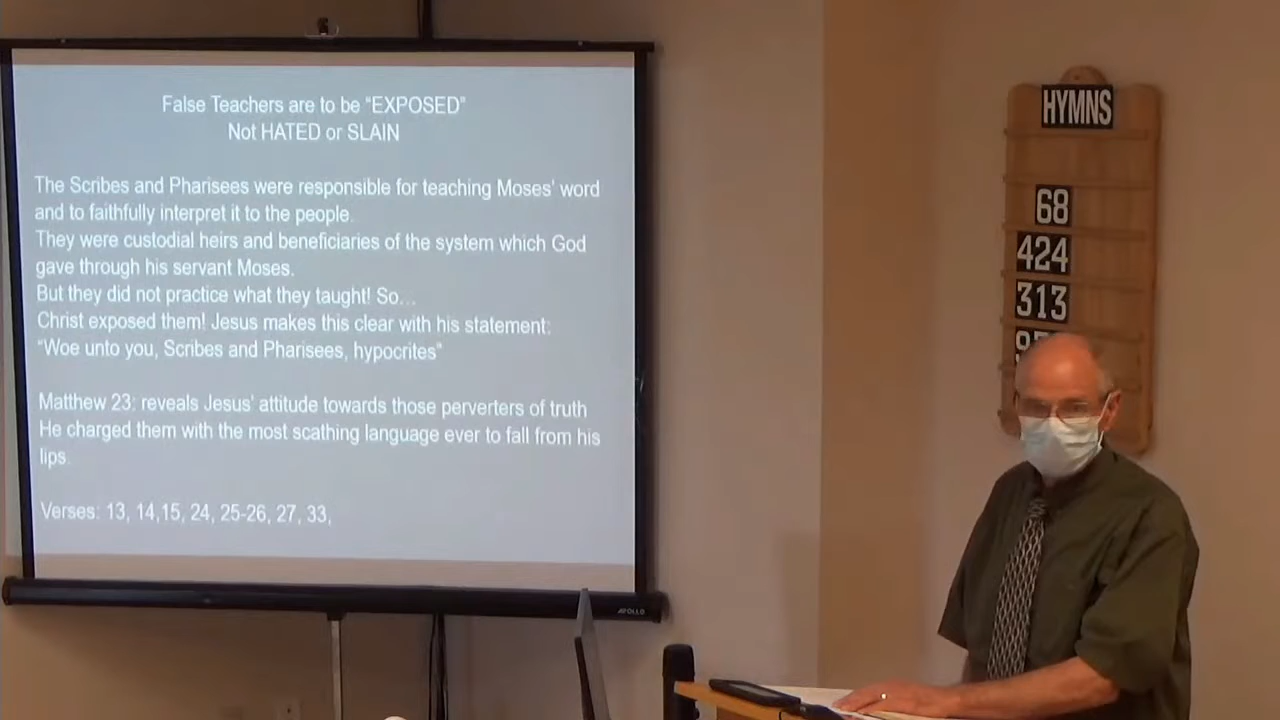 False Teachers are to be “EXPOSED”
Not HATED or SLAIN
The Scribes and Pharisees were responsible for teaching Moses’ word
and to faithfully interpret it to the people.
They were custodial heirs and beneficiaries of the system which God
gave through his servant Moses.
But they did not practice what they taught! So...
Christ exposed them! Jesus makes this clear with his statement:
“Woe unto you, Scribes and Pharisees, hypocrites”
Matthew 23: reveals Jesus’ attitude towards those perverters of truth
He charged them with the most scathing language ever to fall from his
lips.
Verses: 13, 14,15, 24, 25-26, 27, 33,
APOLLO
HYMNS
68
424
313